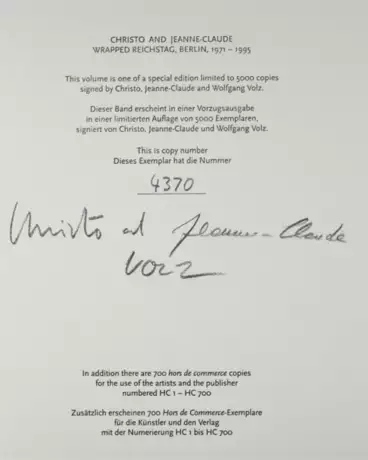 CHRISTO AND JEANNE-CLAUDE
WRAPPED REICHSTAG, BERLIN, 1971 – 1995
This volume is one of a special edition limited to 5000 copies
signed by Christo, Jeanne-Claude and Wolfgang Volz.
Dieser Band erscheint in einer Vorzugsausgabe
in einer limitierten Auflage von 5000 Exemplaren,
signiert von Christo, Jeanne-Claude und Wolfgang Volz.
This is copy number
Dieses Exemplar hat die Nummer
4370
Christo and Jeanne-Claude
VOLZ
In addition there are 700 hors de commerce copies
for the use of the artists and the publisher
numbered HC 1 – HC 700
Zusätzlich erscheinen 700 Hors de Commerce-Exemplare
für die Künstler und den Verlag
mit der Numerierung HC 1 bis HC 700